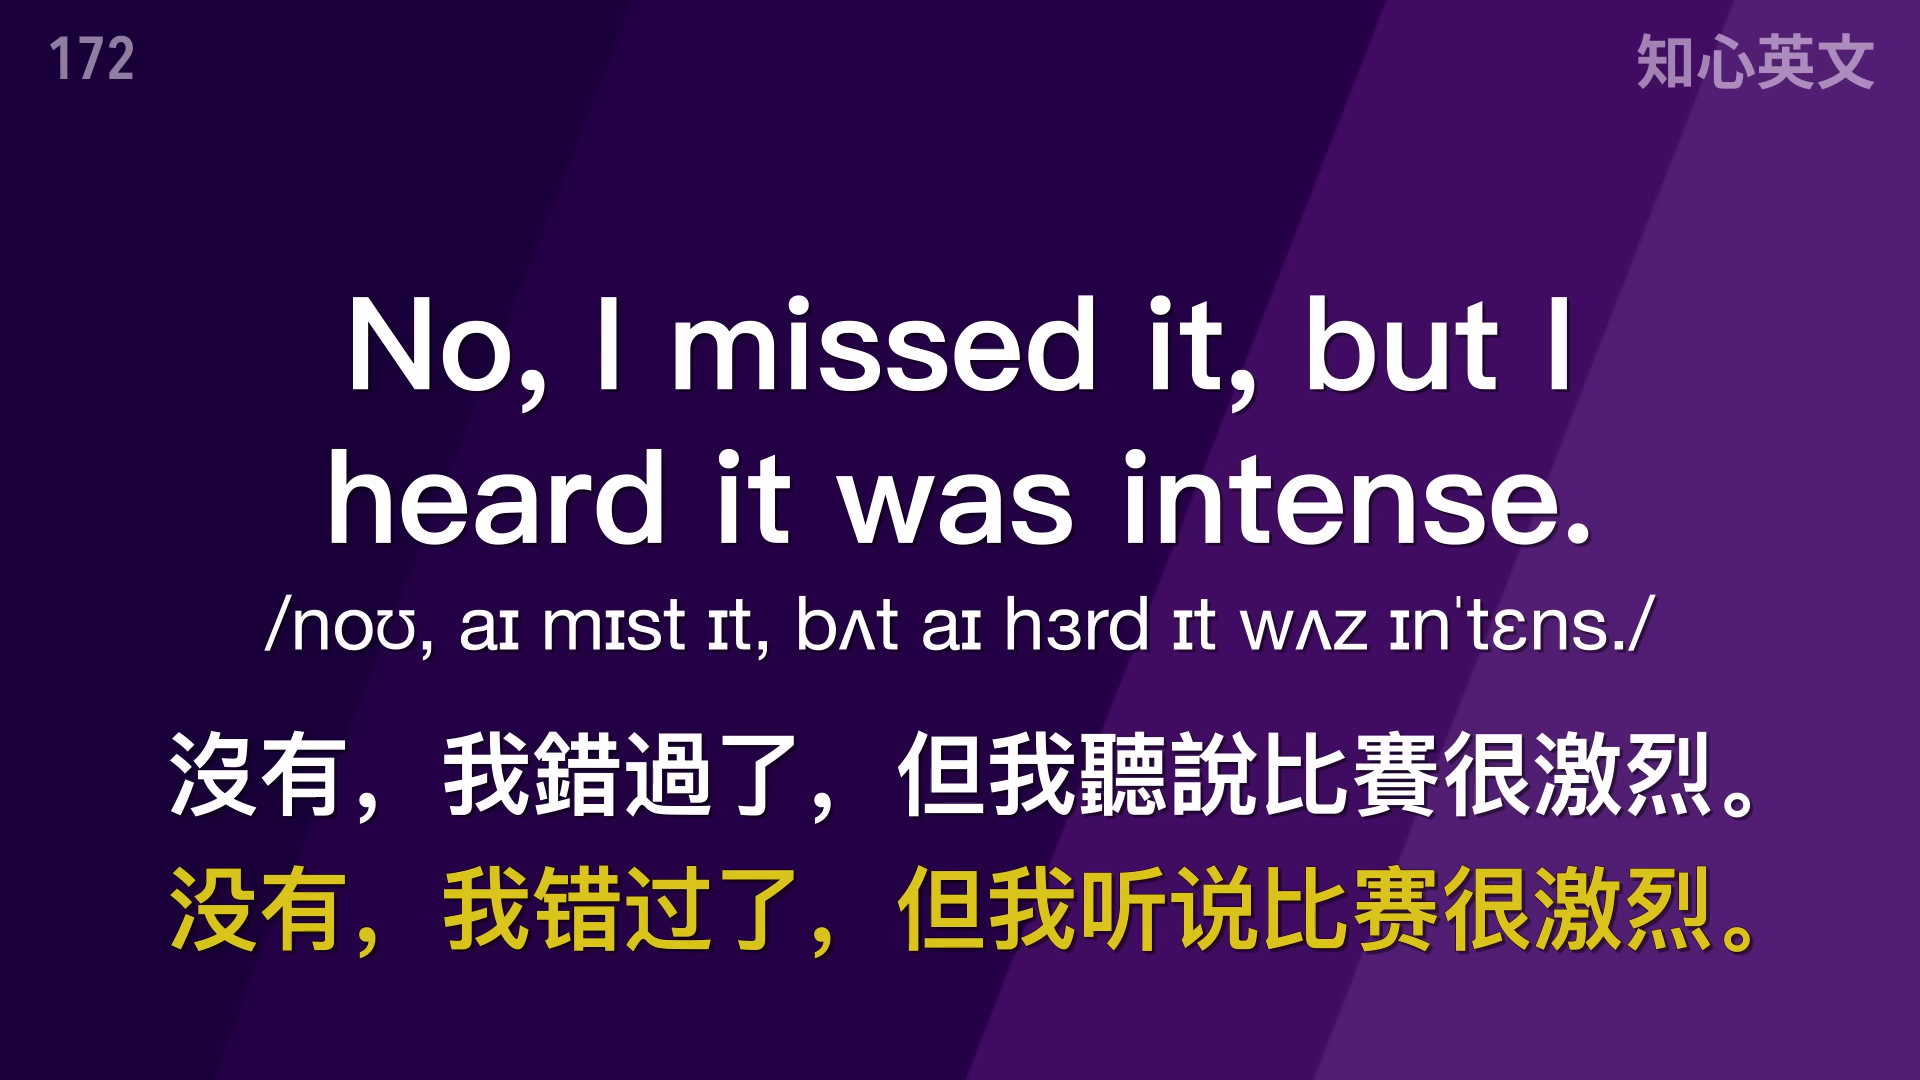 172
知心英文
No, I missed it, but I
heard it was intense.
/noʊ, aɪ mɪst ɪt, bʌt aɪ hɜrd ɪt wʌz ɪnˈtɛns./
沒有，我錯過了，但我聽說比賽很激烈。
没有，我错过了，但我听说比赛很激烈。